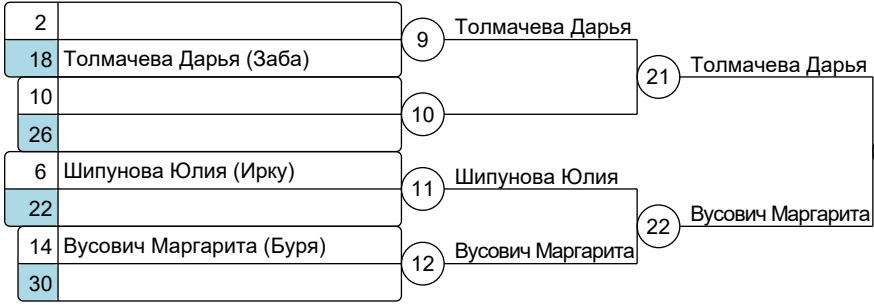 2
18 Толмачева Дарья (Заба)
9 Толмачева Дарья
10
26
10
21 Толмачева Дарья
6 Шипунова Юлия (Ирку)
22
11 Шипунова Юлия
14 Вусович Маргарита (Буря)
30
12 Вусович Маргарита
22 Вусович Маргарита